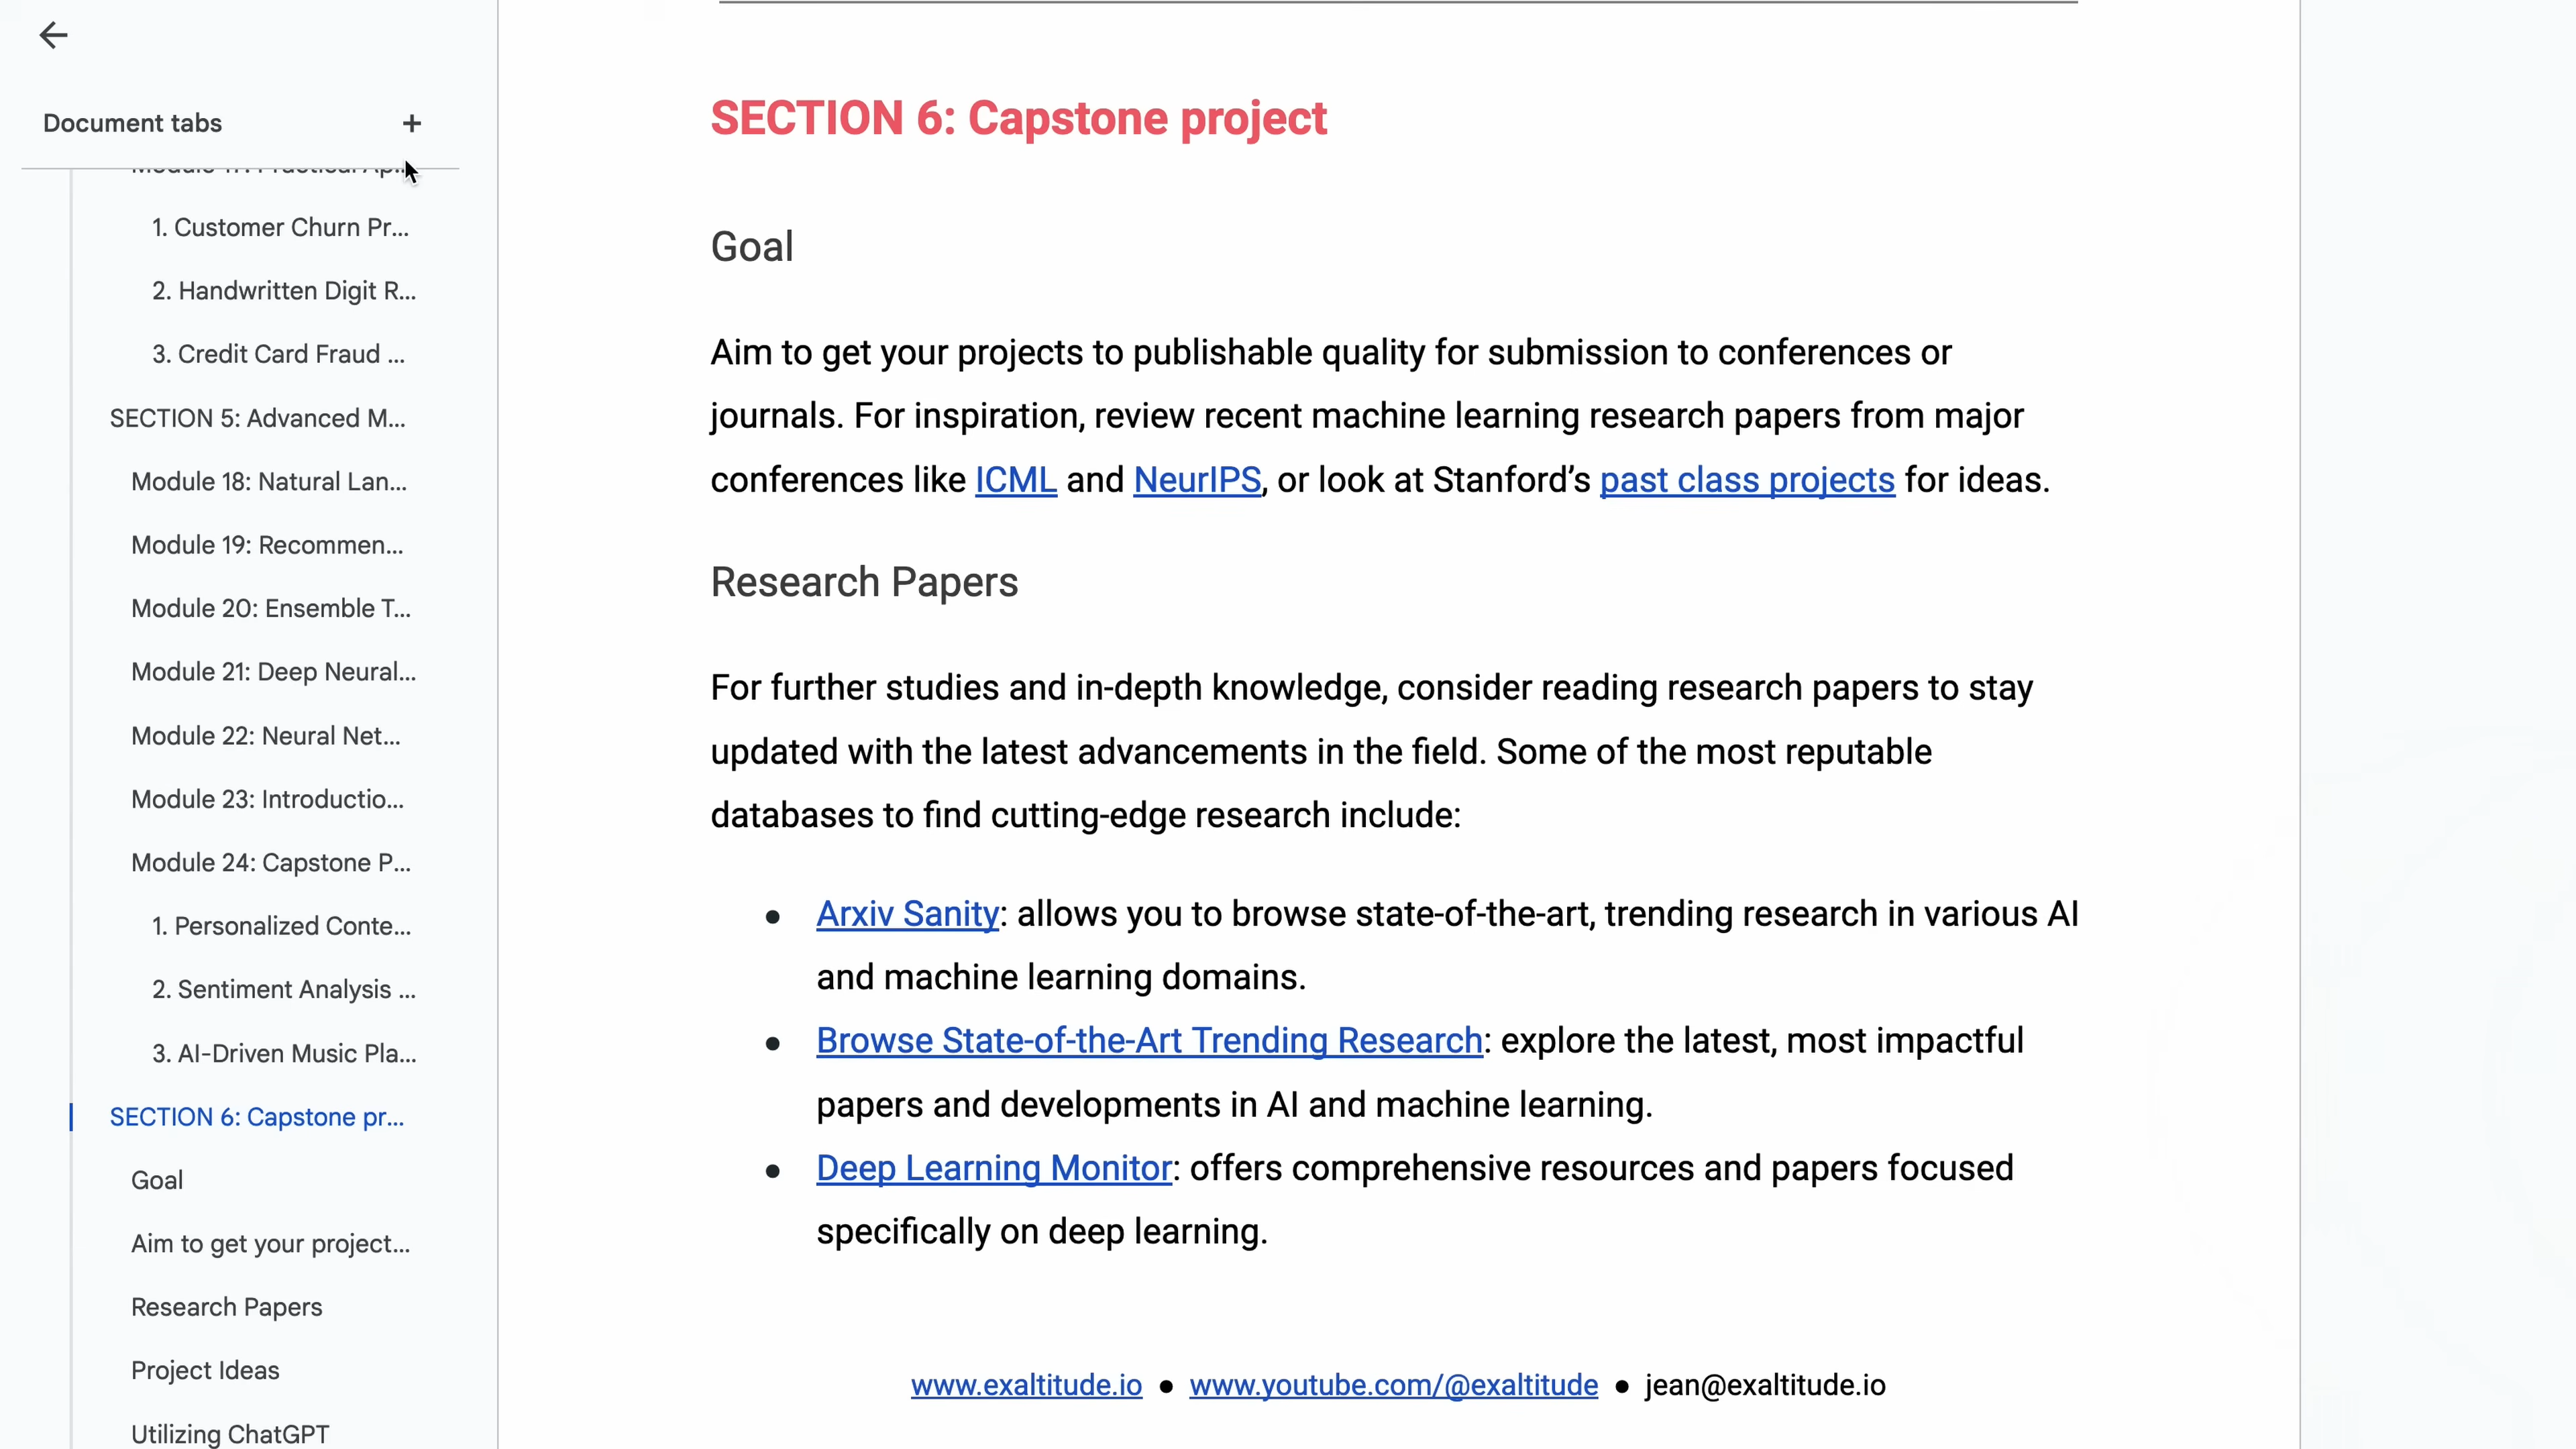 Document tabs
1. Customer Churn Pr...
2. Handwritten Digit R...
3. Credit Card Fraud ...
SECTION 5: Advanced M...
Module 18: Natural Lan...
Module 19: Recommen...
Module 20: Ensemble T...
Module 21: Deep Neural...
Module 22: Neural Net...
Module 23: Introductio...
Module 24: Capstone P...
1. Personalized Conte...
2. Sentiment Analysis ...
3. AI-Driven Music Pla...
SECTION 6: Capstone pr...
Goal
Aim to get your project...
Research Papers
Project Ideas
Utilizing ChatGPT
SECTION 6: Capstone project
Goal
Aim to get your projects to publishable quality for submission to conferences or
journals. For inspiration, review recent machine learning research papers from major
conferences like ICML and NeurIPS, or look at Stanford’s past class projects for ideas.
Research Papers
For further studies and in-depth knowledge, consider reading research papers to stay
updated with the latest advancements in the field. Some of the most reputable
databases to find cutting-edge research include:
● Arxiv Sanity: allows you to browse state-of-the-art, trending research in various AI
and machine learning domains.
● Browse State-of-the-Art Trending Research: explore the latest, most impactful
papers and developments in AI and machine learning.
● Deep Learning Monitor: offers comprehensive resources and papers focused
specifically on deep learning.
www.exaltitude.io ● www.youtube.com/@exaltitude ● jean@exaltitude.io